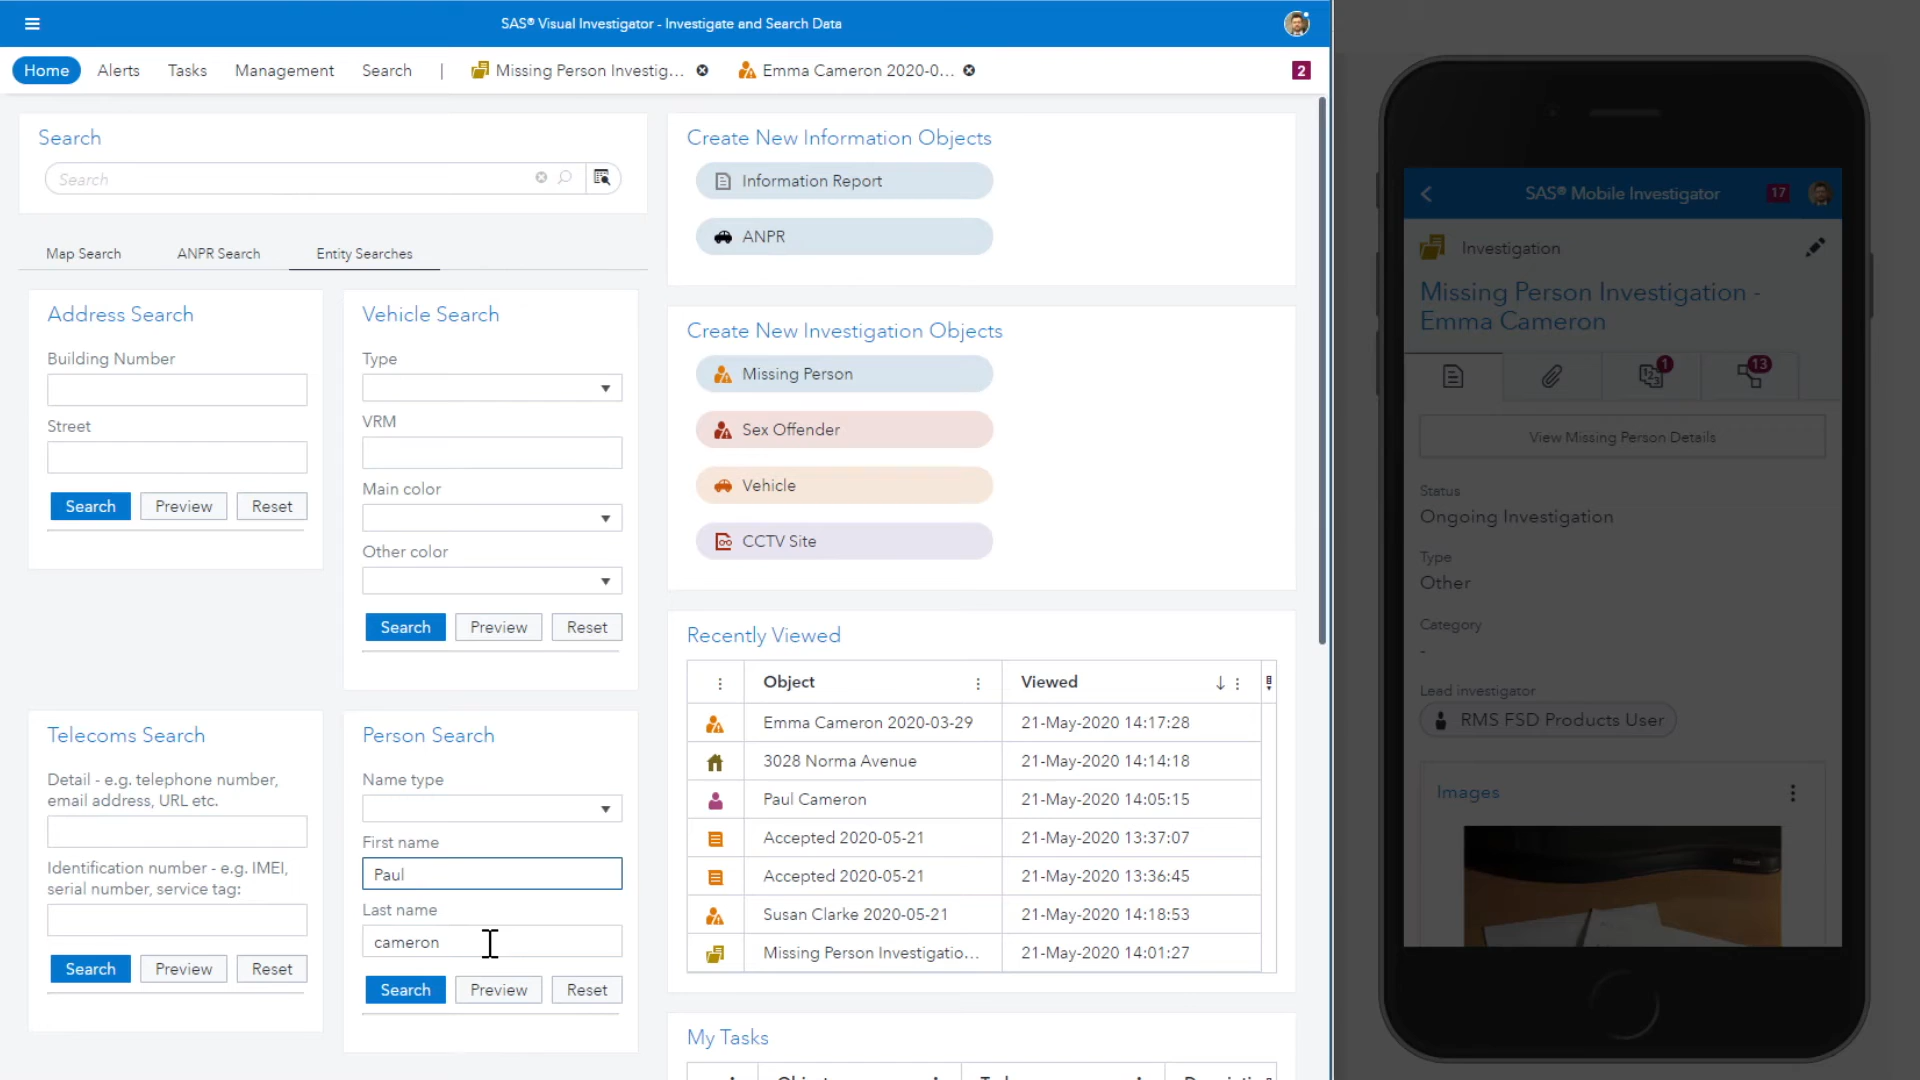 SAS® Visual Investigator - Investigate and Search Data
Home
Alerts
Tasks
Management
Search
|
Missing Person Investig...
Emma Cameron 2020-0...
2
Search
Search
Map Search
ANPR Search
Entity Searches
Address Search
Building Number
Street
Search
Preview
Reset
Vehicle Search
Type
VRM
Main color
Other color
Search
Preview
Reset
Telecoms Search
Detail - e.g. telephone number,
email address, URL etc.
Identification number - e.g. IMEI,
serial number, service tag:
Search
Preview
Reset
Person Search
Name type
First name
Paul
Last name
cameron
Search
Preview
Reset
Create New Information Objects
Information Report
ANPR
Create New Investigation Objects
Missing Person
Sex Offender
Vehicle
CCTV Site
Recently Viewed
Object Viewed
Emma Cameron 2020-03-29 21-May-2020 14:17:28
3028 Norma Avenue 21-May-2020 14:14:18
Paul Cameron 21-May-2020 14:05:15
Accepted 2020-05-21 21-May-2020 13:37:07
Accepted 2020-05-21 21-May-2020 13:36:45
Susan Clarke 2020-05-21 21-May-2020 14:18:53
Missing Person Investigatio... 21-May-2020 14:01:27
My Tasks
SAS® Mobile Investigator
17
Investigation
Missing Person Investigation -
Emma Cameron
1
13
View Missing Person Details
Status
Ongoing Investigation
Type
Other
Category
-
Lead investigator
RMS FSD Products User
Images